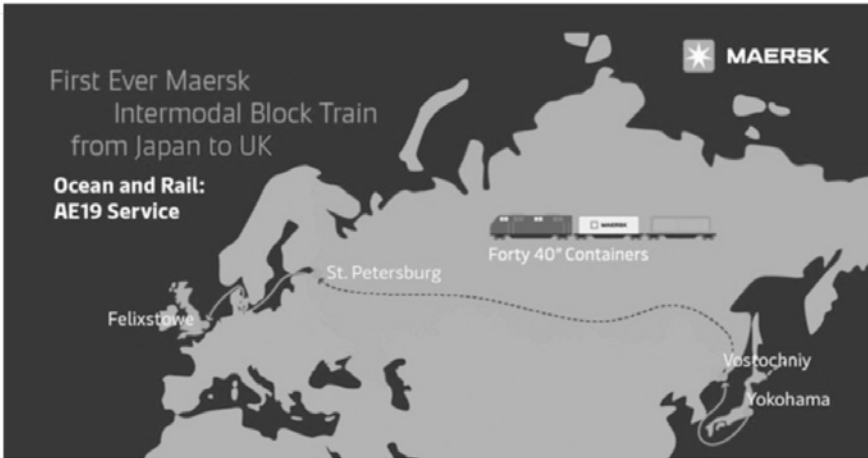 First Ever Maersk
Intermodal Block Train
from Japan to UK
MAERSK
Ocean and Rail:
AE19 Service
MAERSK
Forty 40" Containers
St. Petersburg
Felixstowe
Vostochniy
Yokohama